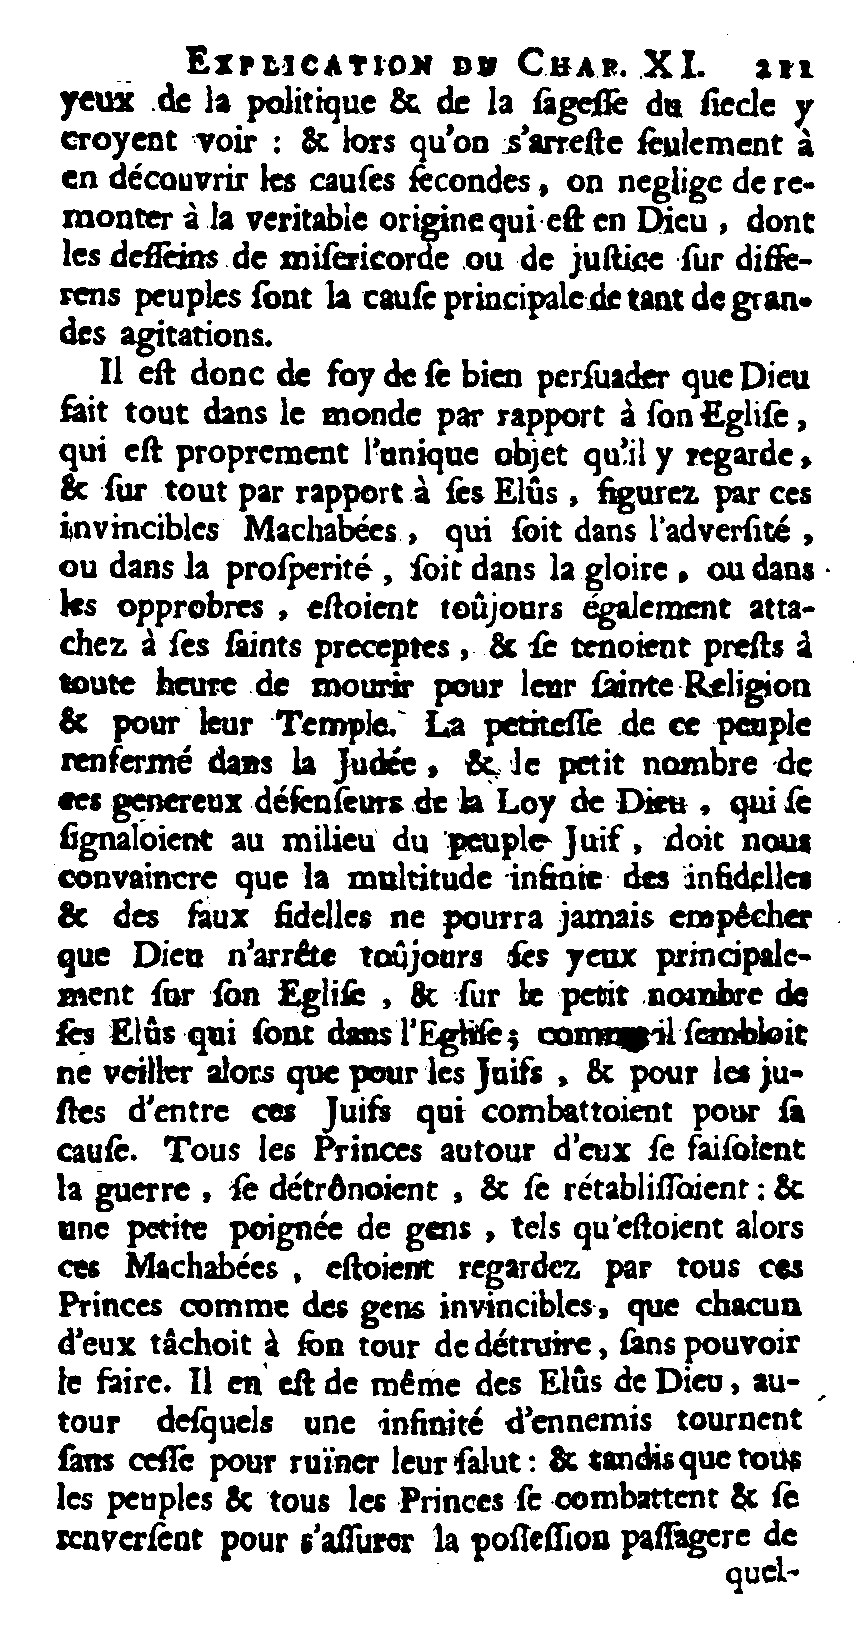 EXPLICATION DU CHAP. XI. 211
yeux de la politique & de la ſageſſe du ſiecle y
croyent voir : & lors qu'on s'arreſte ſeulement à
en découvrir les cauſes ſecondes, on neglige de re-
monter à la veritable origine qui eſt en Dieu, dont
les deſſeins de miſericorde ou de juſtice ſur diffe-
rens peuples ſont la cauſe principale de tant de gran-
des agitations.
Il eſt donc de foy de ſe bien perſuader que Dieu
fait tout dans le monde par rapport à ſon Egliſe,
qui eſt proprement l'unique objet qu'il y regarde,
& ſur tout par rapport à ſes Elûs, figurez par ces
invincibles Machabées, qui ſoit dans l'adverſité,
ou dans la proſperité, ſoit dans la gloire, ou dans
les opprobres, eſtoient toûjours également atta-
chez à ſes ſaints preceptes, & ſe tenoient preſts à
toute heure de mourir pour leur ſainte Religion
& pour leur Temple. La petiteſſe de ce peuple
renfermé dans la Judée, & le petit nombre de
ces genereux défenſeurs de la Loy de Dieu, qui ſe
ſignaloient au milieu du peuple Juif, doit nous
convaincre que la multitude infinie des infidelles
& des faux fidelles ne pourra jamais empêcher
que Dieu n'arrête toûjours ſes yeux principale-
ment ſur ſon Egliſe, & ſur le petit nombre de
ſes Elûs qui ſont dans l'Egliſe; comme il ſembloit
ne veiller alors que pour les Juifs, & pour les ju-
ſtes d'entre ces Juifs qui combattoient pour ſa
cauſe. Tous les Princes autour d'eux ſe faiſoient
la guerre, ſe détrônoient, & ſe rétabliſſoient : &
une petite poignée de gens, tels qu'eſtoient alors
ces Machabées, eſtoient regardez par tous ces
Princes comme des gens invincibles, que chacun
d'eux tâchoit à ſon tour de détruire, ſans pouvoir
le faire. Il en eſt de même des Elûs de Dieu, au-
tour deſquels une infinité d'ennemis tournent
ſans ceſſe pour ruïner leur ſalut : & tandis que tous
les peuples & tous les Princes ſe combattent & ſe
renverſent pour s'aſſurer la poſſeſſion paſſagere de
quel-